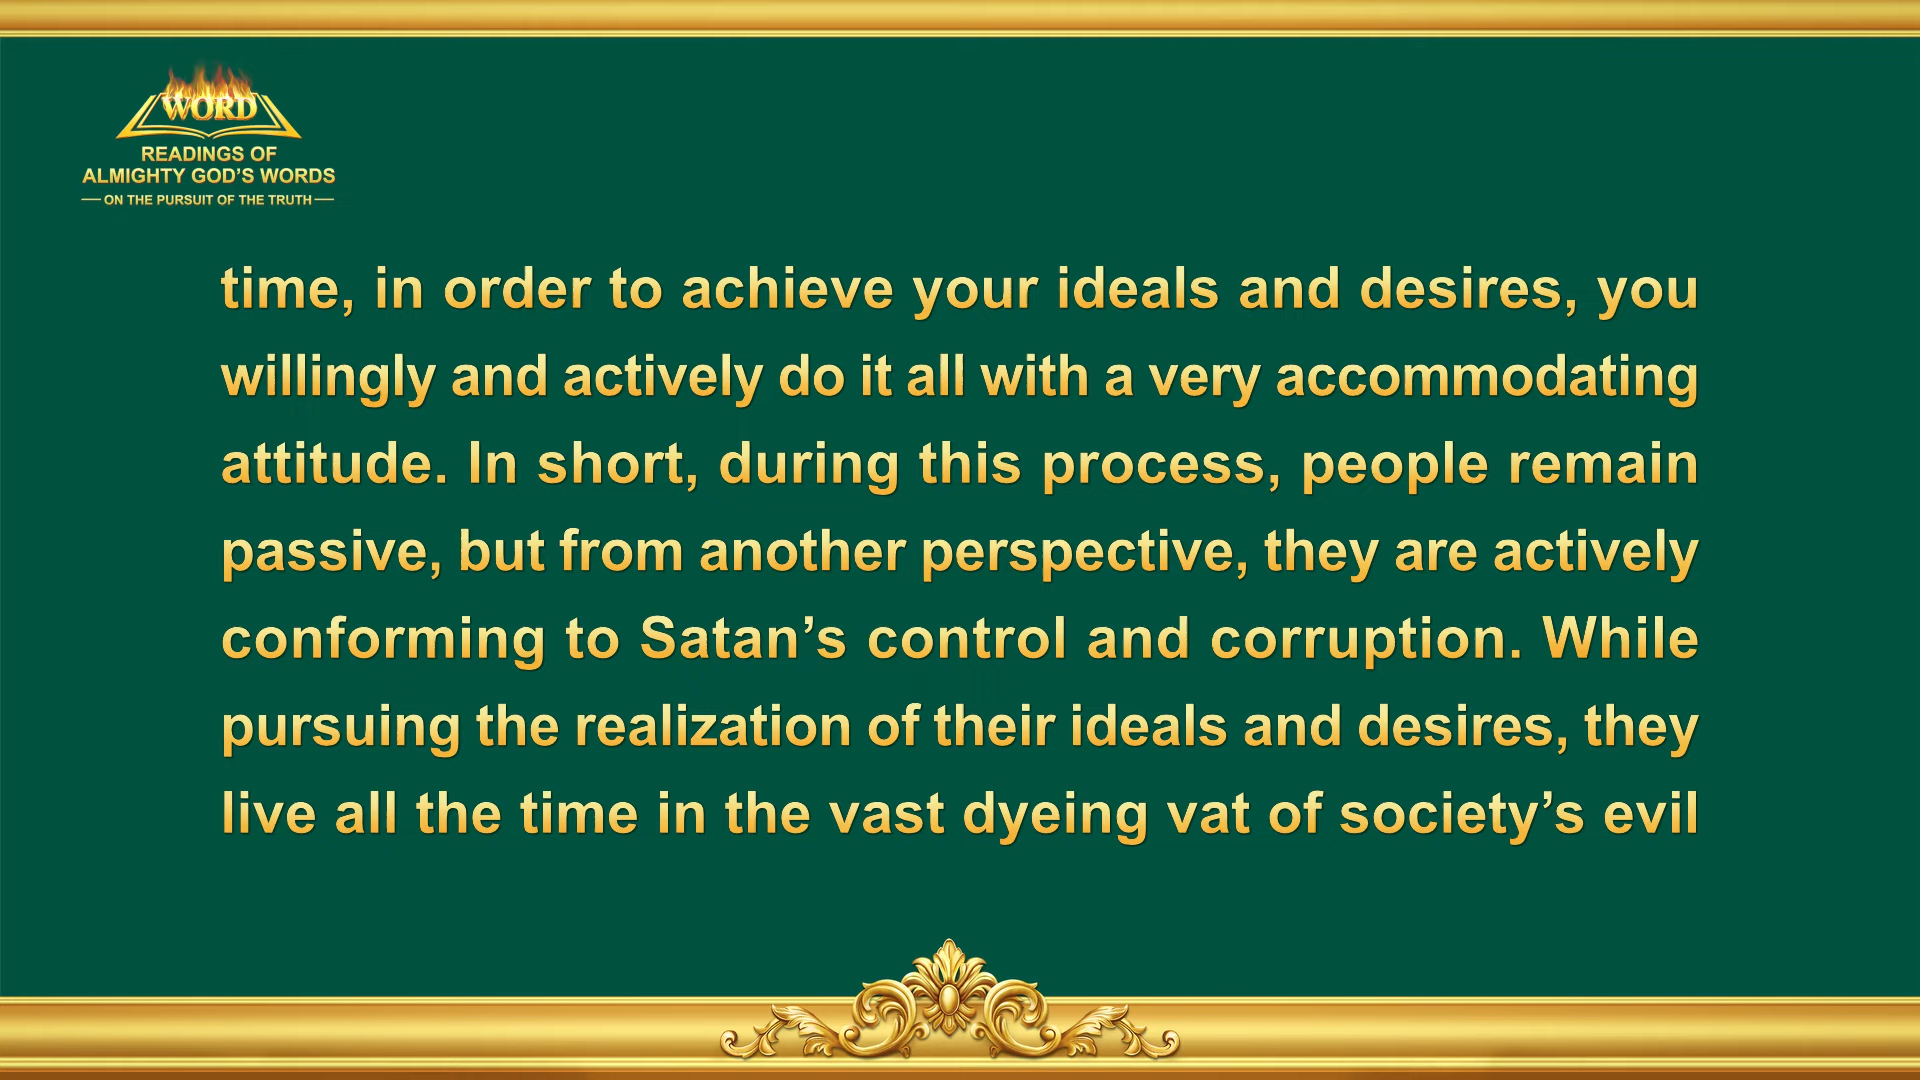 WORD
READINGS OF
ALMIGHTY GOD’S WORDS
— ON THE PURSUIT OF THE TRUTH —
time, in order to achieve your ideals and desires, you
willingly and actively do it all with a very accommodating
attitude. In short, during this process, people remain
passive, but from another perspective, they are actively
conforming to Satan’s control and corruption. While
pursuing the realization of their ideals and desires, they
live all the time in the vast dyeing vat of society’s evil